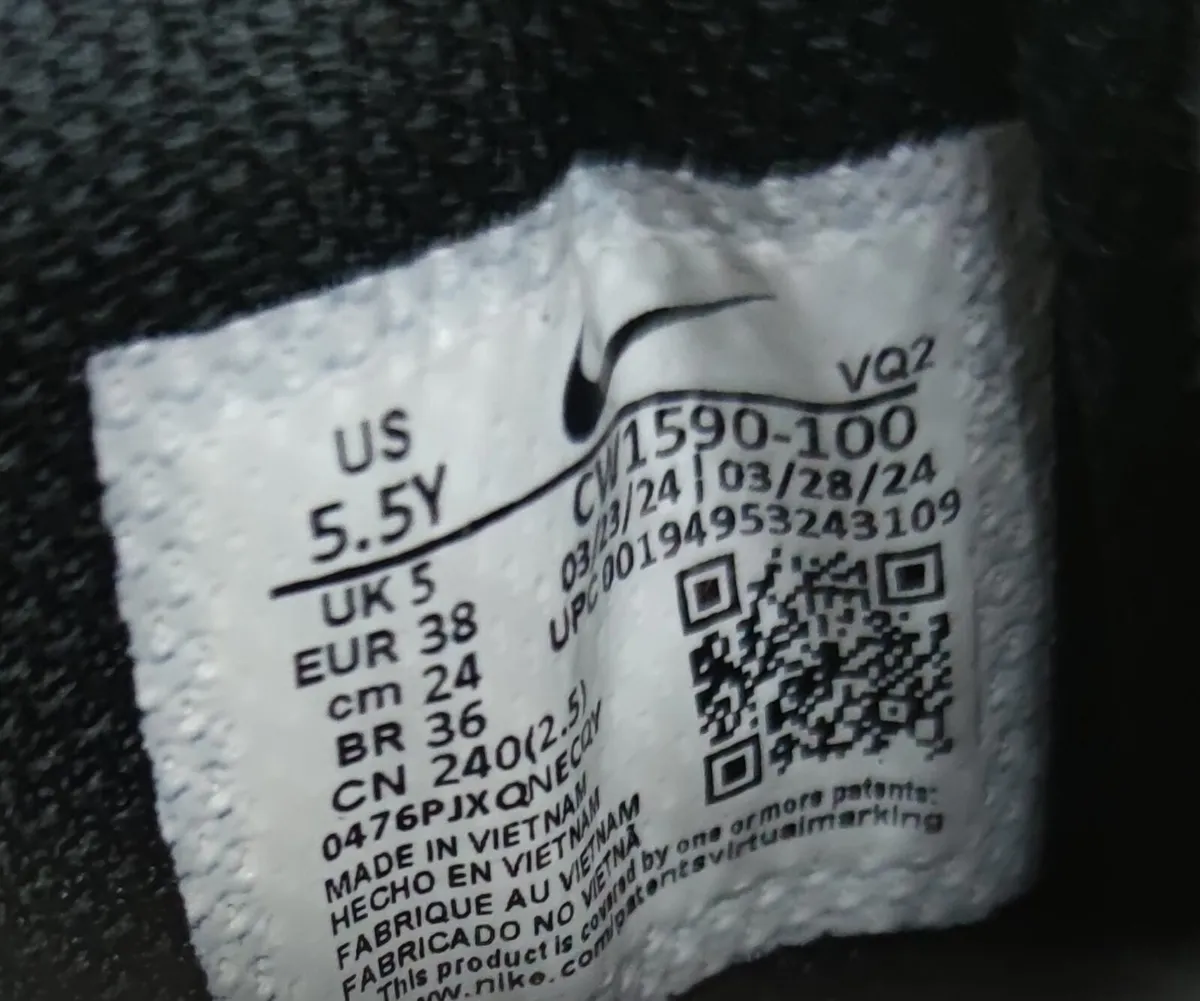 US
5.5Y
UK 5
EUR 38
cm 24
BR 36
CN 240(2.5)
0476PJXQNECQY
MADE IN VIETNAM
HECHO EN VIETNAM
FABRIQUE AU VIETNAM
FABRICADO NO VIETNÃ
This product is covered by one or more patents:
www.nike.com/patentsvirtualmarking
VQ2
CW1590-100
03/23/24 | 03/28/24
UPC 00194953243109